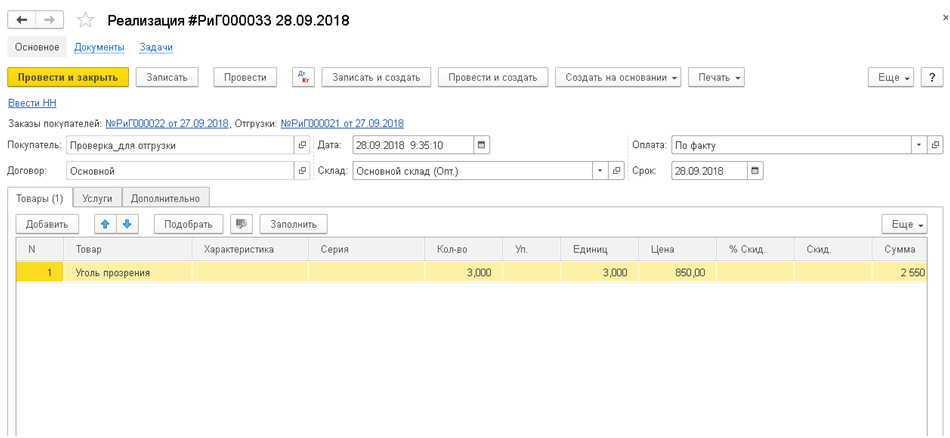 Реализация #РиГ000033 28.09.2018
Основное Документы Задачи
Провести и закрыть Записать Провести Дт Кт Записать и создать Провести и создать Создать на основании Печать Еще ?
Ввести НН
Заказы покупателей: №РиГ000022 от 27.09.2018, Отгрузки: №РиГ000021 от 27.09.2018
Покупатель: Проверка_для отгрузки Дата: 28.09.2018 9:35:10 Оплата: По факту
Договор: Основной Склад: Основной склад (Опт.) Срок: 28.09.2018
Товары (1) Услуги Дополнительно
Добавить Подобрать Заполнить Еще
N Товар Характеристика Серия Кол-во Уп. Единиц Цена % Скид. Скид. Сумма
1 Уголь прозрения 3,000 3,000 850,00 2 550